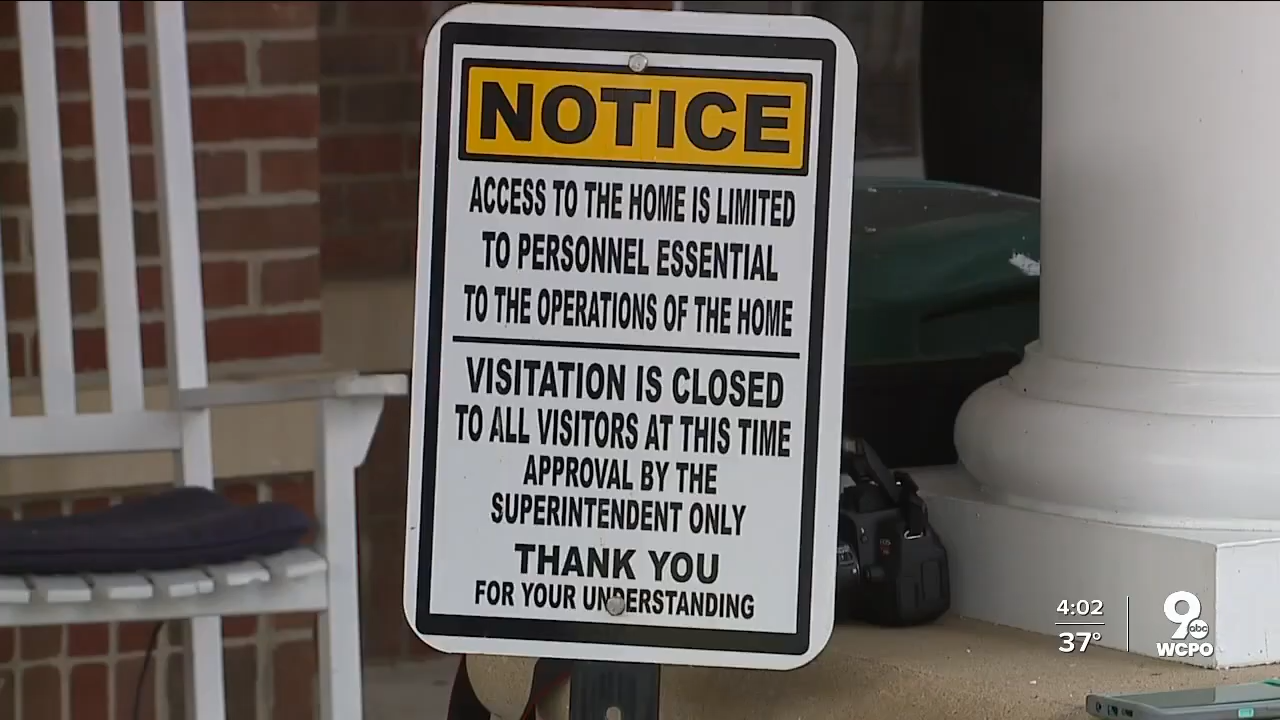 NOTICE
ACCESS TO THE HOME IS LIMITED
TO PERSONNEL ESSENTIAL
TO THE OPERATIONS OF THE HOME
VISITATION IS CLOSED
TO ALL VISITORS AT THIS TIME
APPROVAL BY THE
SUPERINTENDENT ONLY
THANK YOU
FOR YOUR UNDERSTANDING
4:02
37°
9
abc
WCPO